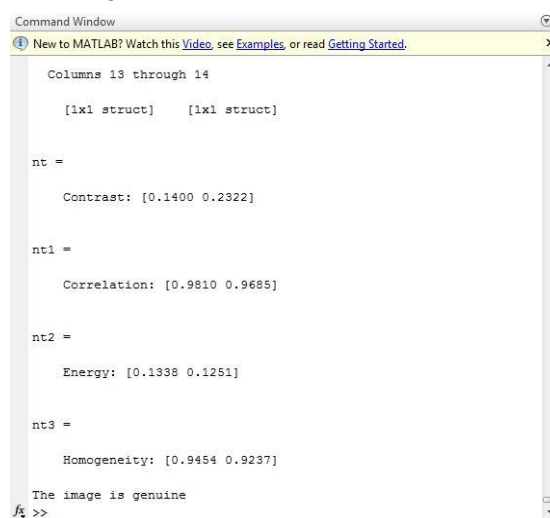 Command Window
New to MATLAB? Watch this Video, see Examples, or read Getting Started.
Columns 13 through 14
[1x1 struct] [1x1 struct]
nt =
Contrast: [0.1400 0.2322]
nt1 =
Correlation: [0.9810 0.9685]
nt2 =
Energy: [0.1338 0.1251]
nt3 =
Homogeneity: [0.9454 0.9237]
The image is genuine
fx >>